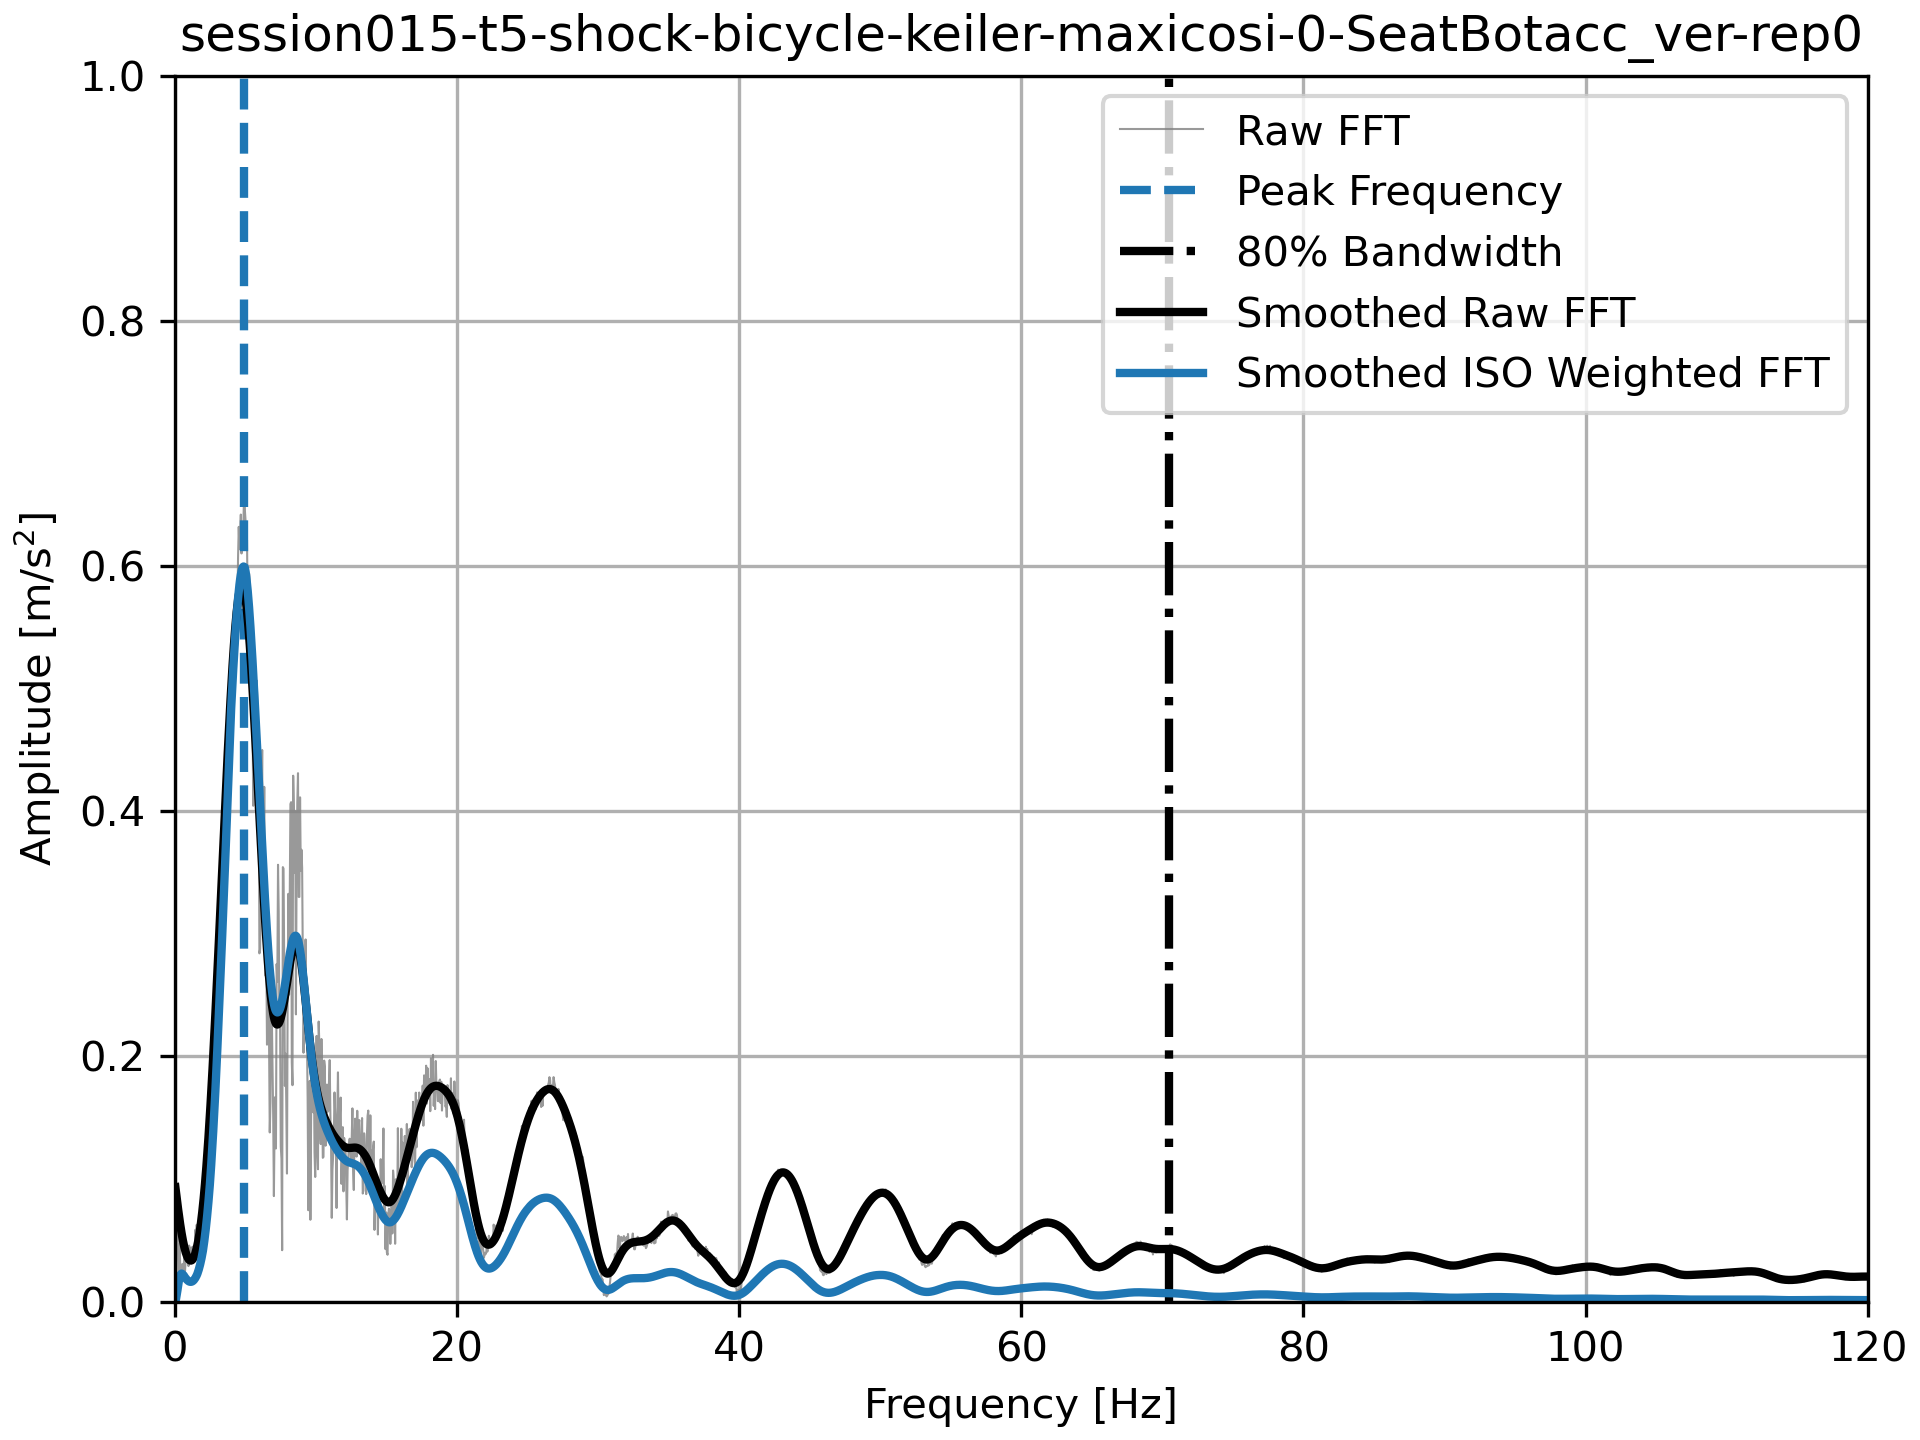 session015-t5-shock-bicycle-keiler-maxicosi-0-SeatBotacc_ver-rep0
1.0
0.8
0.6
0.4
0.2
0.0
Amplitude [m/s²]
Raw FFT
Peak Frequency
80% Bandwidth
Smoothed Raw FFT
Smoothed ISO Weighted FFT
0 20 40 60 80 100 120
Frequency [Hz]